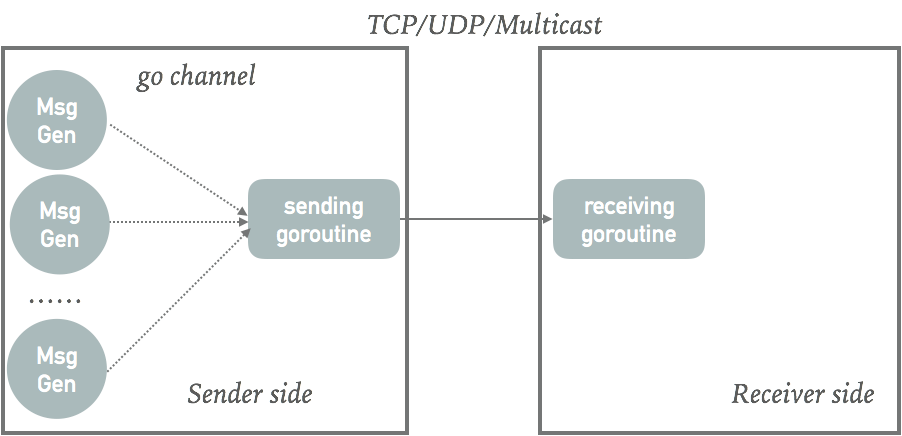 TCP/UDP/Multicast
go channel
Msg
Gen
Msg
Gen
sending
goroutine
receiving
goroutine
......
Msg
Gen
Sender side
Receiver side